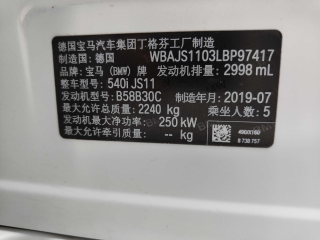 德国宝马汽车集团丁格芬工厂制造
制造国:德国 WBAJS1103LBP97417
品牌:宝马 (BMW) 牌 发动机排量:2998 mL
整车型号:540i JS11
发动机型号:B58B30C 制造年月:2019-07
最大允许总质量:2240 kg 乘坐人数:5
发动机最大净功率:250 kW
最大允许牵引质量: -- kg
8 738 757